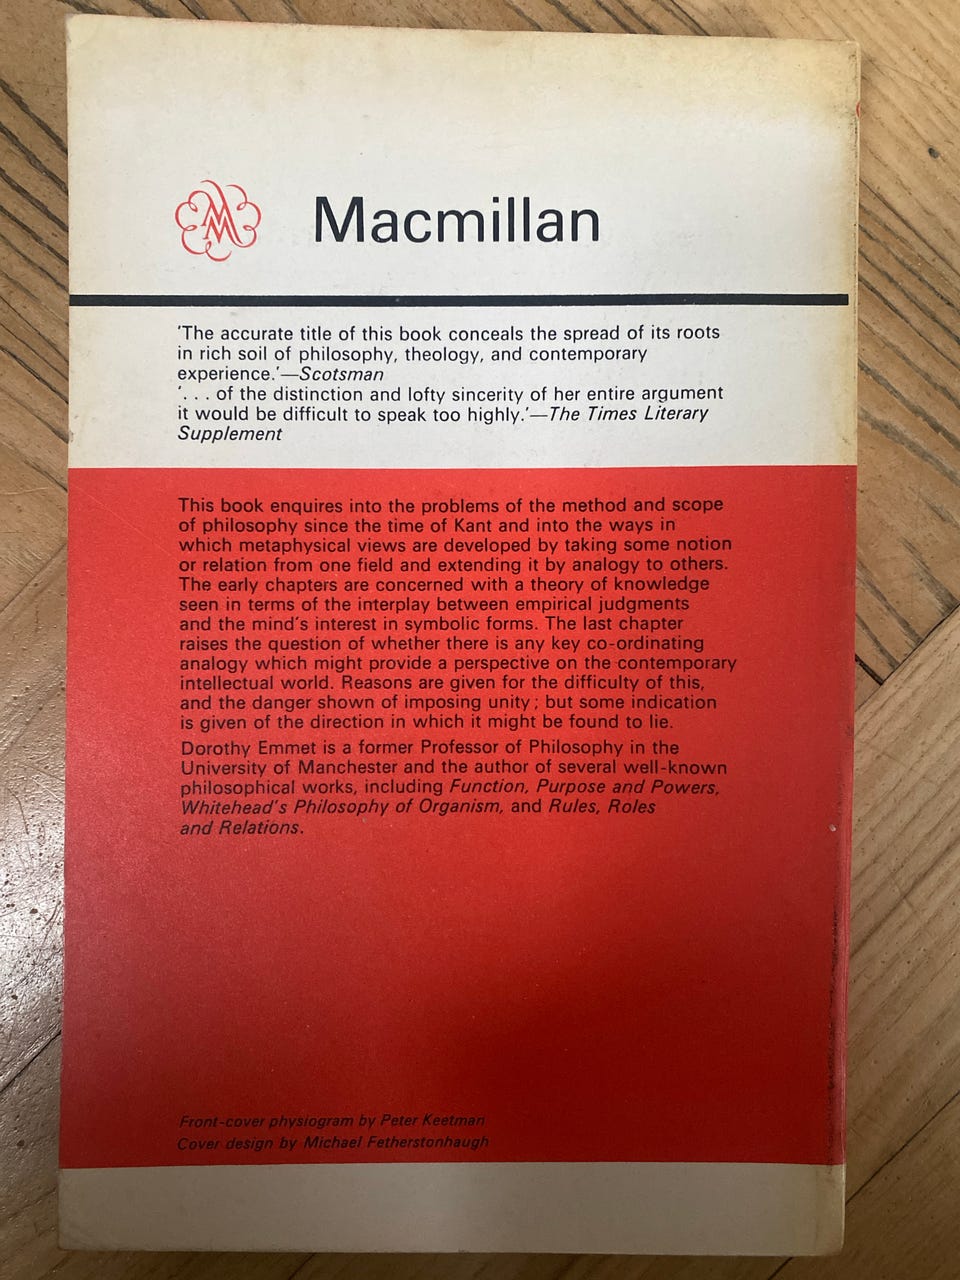 Macmillan
'The accurate title of this book conceals the spread of its roots
in rich soil of philosophy, theology, and contemporary
experience.'—Scotsman
'. . . of the distinction and lofty sincerity of her entire argument
it would be difficult to speak too highly.'—The Times Literary
Supplement
This book enquires into the problems of the method and scope
of philosophy since the time of Kant and into the ways in
which metaphysical views are developed by taking some notion
or relation from one field and extending it by analogy to others.
The early chapters are concerned with a theory of knowledge
seen in terms of the interplay between empirical judgments
and the mind's interest in symbolic forms. The last chapter
raises the question of whether there is any key co-ordinating
analogy which might provide a perspective on the contemporary
intellectual world. Reasons are given for the difficulty of this,
and the danger shown of imposing unity; but some indication
is given of the direction in which it might be found to lie.
Dorothy Emmet is a former Professor of Philosophy in the
University of Manchester and the author of several well-known
philosophical works, including Function, Purpose and Powers,
Whitehead's Philosophy of Organism, and Rules, Roles
and Relations.
Front-cover physiogram by Peter Keetman
Cover design by Michael Fetherstonhaugh